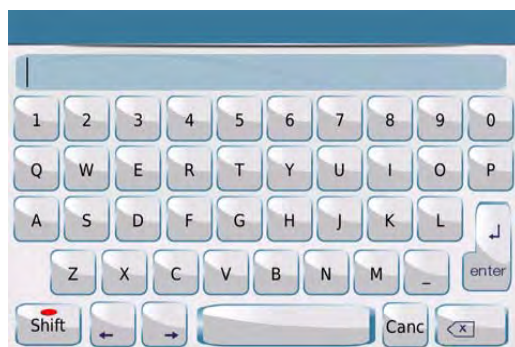 1 2 3 4 5 6 7 8 9 0
Q W E R T Y U I O P
A S D F G H J K L
enter
Z X C V B N M _
Shift ← → Canc x